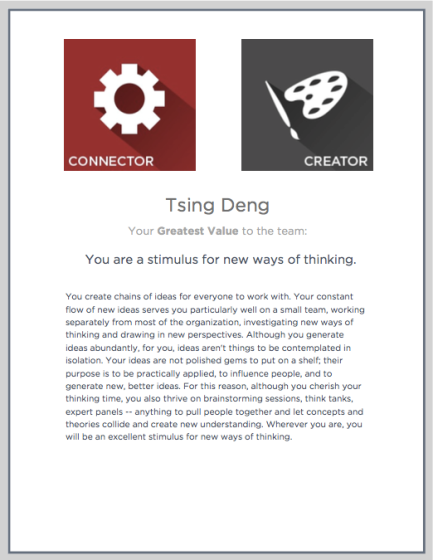 CONNECTOR
CREATOR
Tsing Deng
Your Greatest Value to the team:
You are a stimulus for new ways of thinking.
You create chains of ideas for everyone to work with. Your constant
flow of new ideas serves you particularly well on a small team, working
separately from most of the organization, investigating new ways of
thinking and drawing in new perspectives. Although you generate
ideas abundantly, for you, ideas aren't things to be contemplated in
isolation. Your ideas are not polished gems to put on a shelf; their
purpose is to be practically applied, to influence people, and to
generate new, better ideas. For this reason, although you cherish your
thinking time, you also thrive on brainstorming sessions, think tanks,
expert panels -- anything to pull people together and let concepts and
theories collide and create new understanding. Wherever you are, you
will be an excellent stimulus for new ways of thinking.